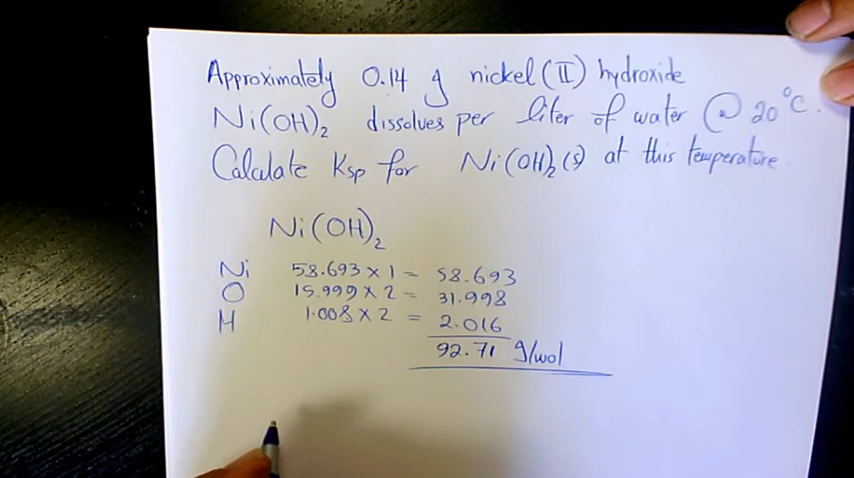 Approximately 0.14 g nickel (II) hydroxide
Ni(OH)₂ dissolves per liter of water @ 20°C.
Calculate Ksp for Ni(OH)₂(s) at this temperature
Ni(OH)₂
Ni 58.693 × 1 = 58.693
O 15.999 × 2 = 31.998
H 1.008 × 2 = 2.016
92.71 g/mol